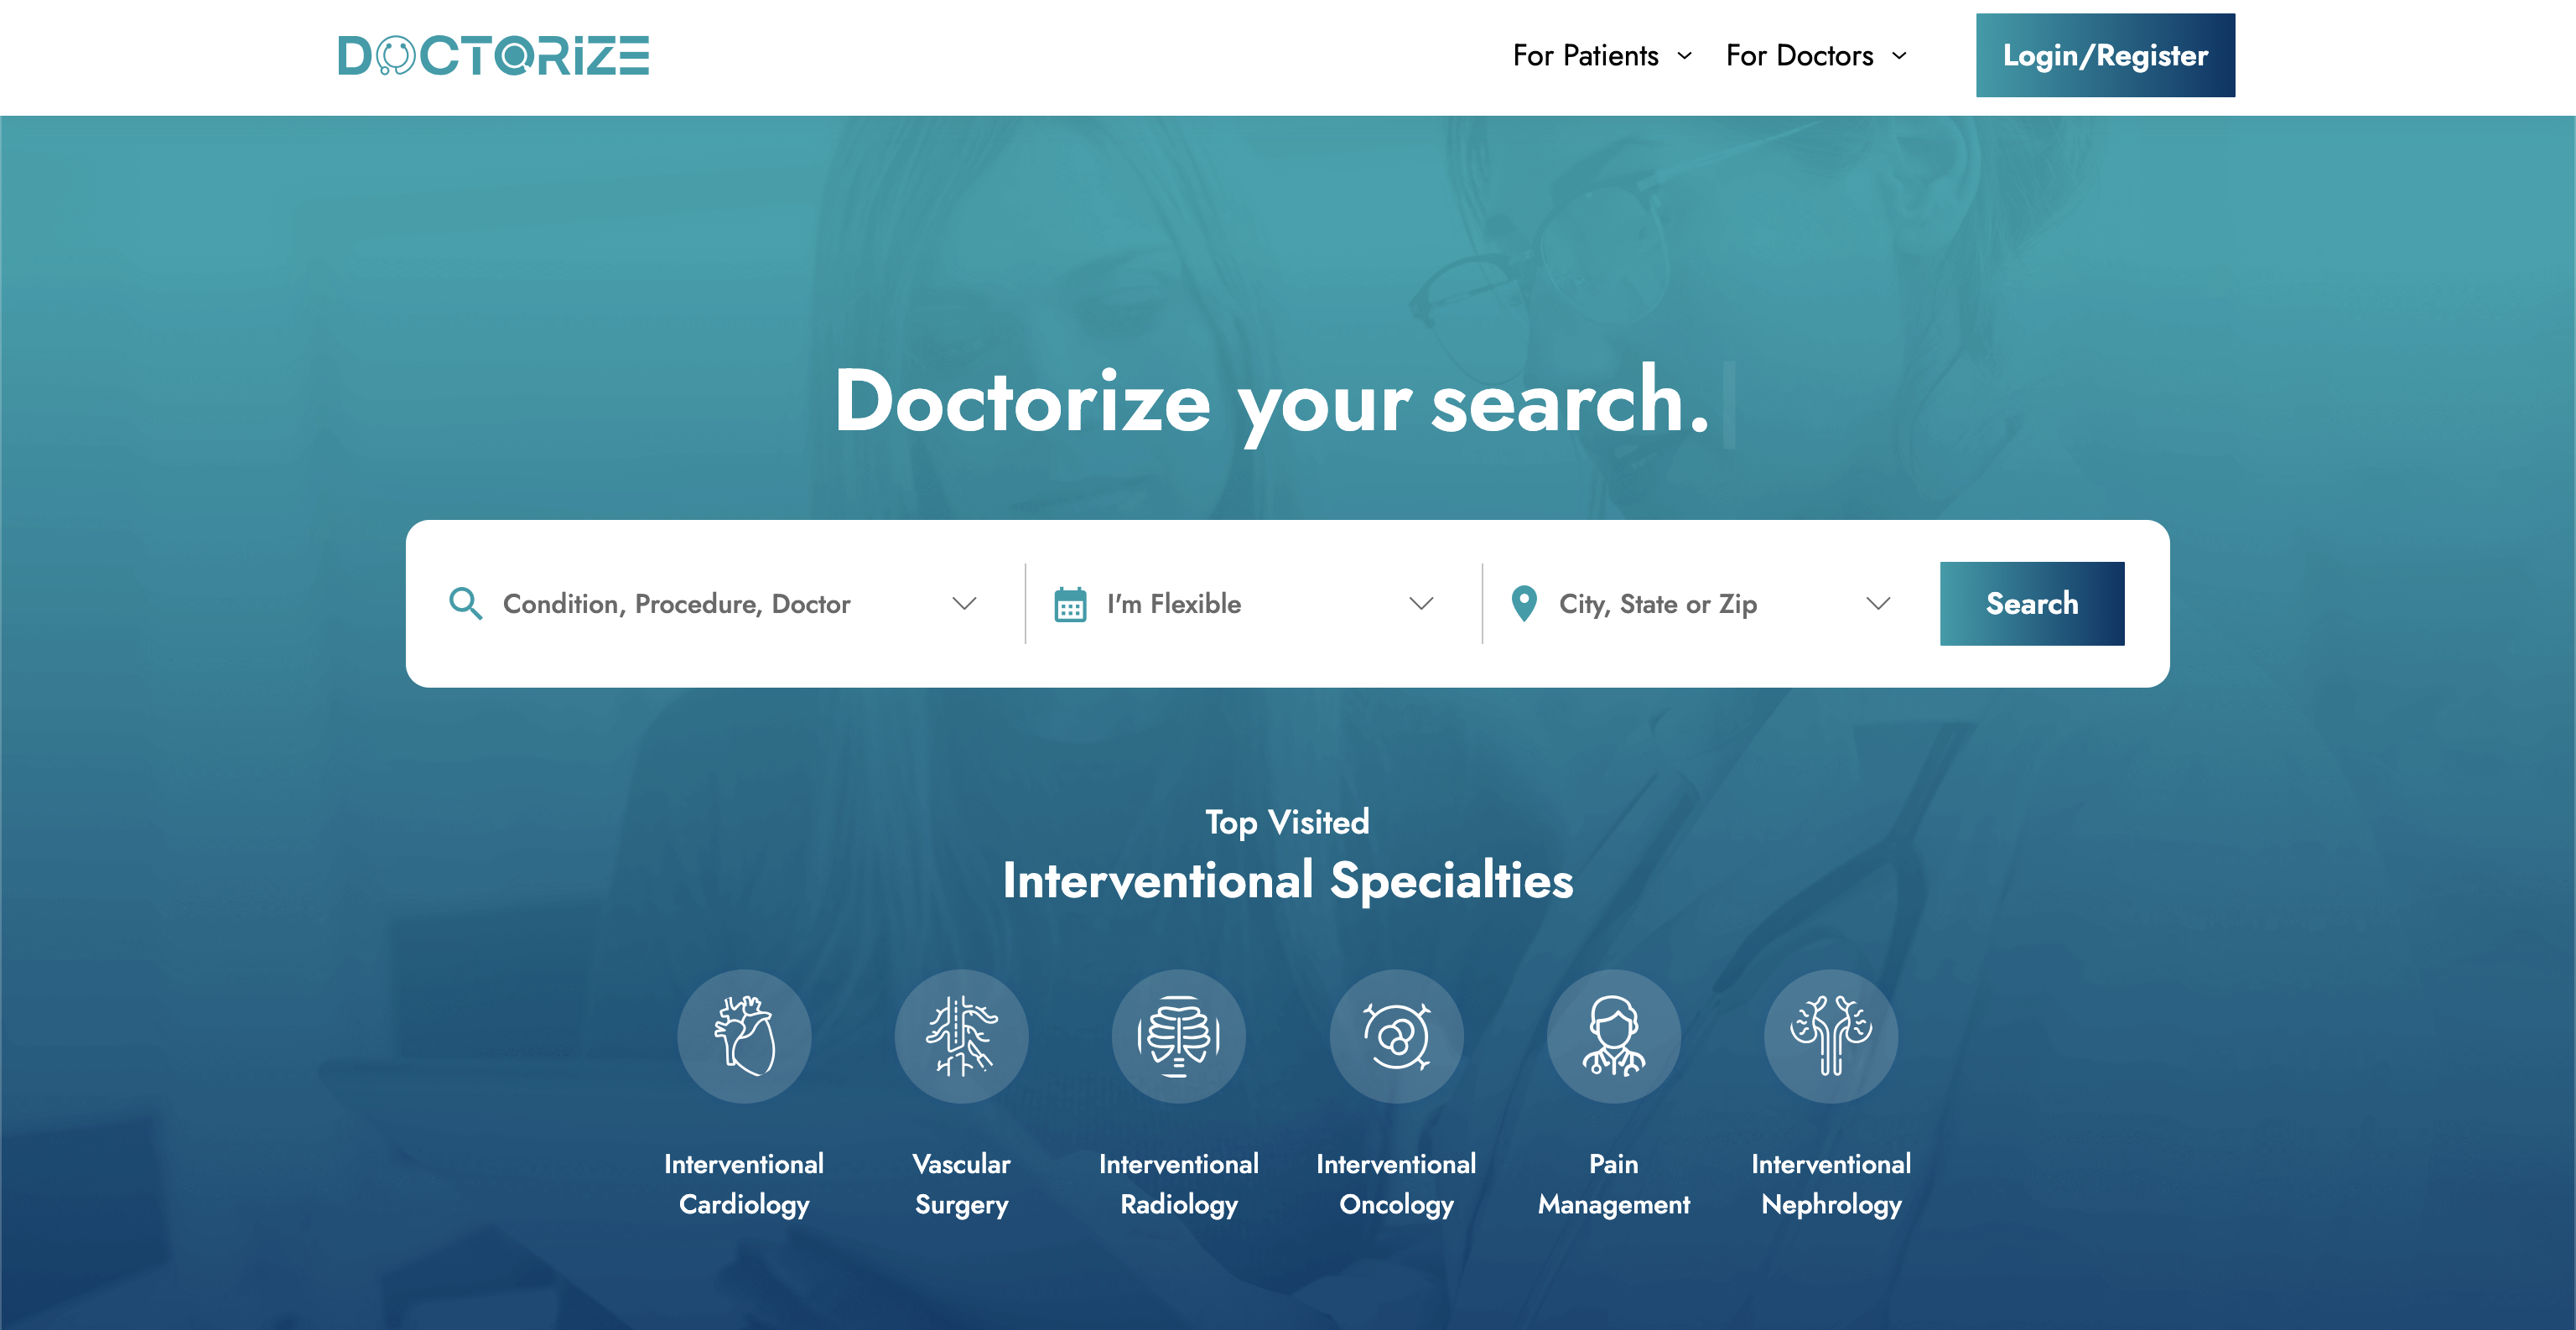 DOCTORIZE
For Patients
For Doctors
Login/Register
Doctorize your search.
Condition, Procedure, Doctor
I'm Flexible
City, State or Zip
Search
Top Visited
Interventional Specialties
Interventional
Cardiology
Vascular
Surgery
Interventional
Radiology
Interventional
Oncology
Pain
Management
Interventional
Nephrology